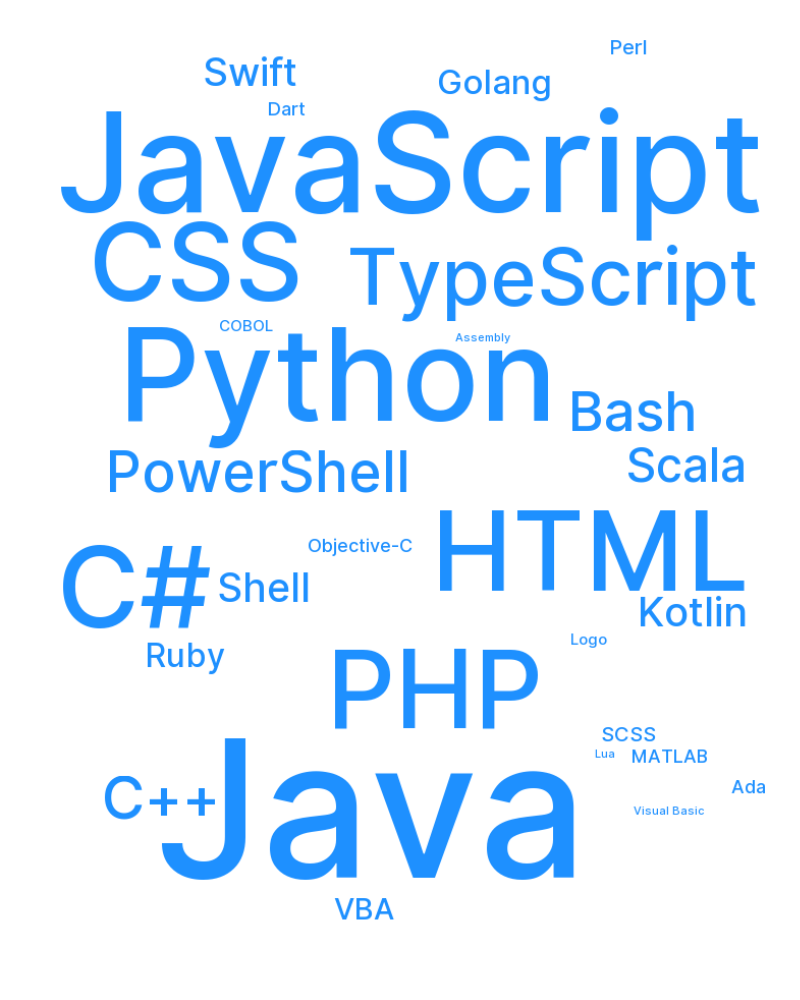 Perl
Swift
Golang
Dart
JavaScript
CSS
TypeScript
COBOL
Assembly
Python
Bash
PowerShell
Scala
HTML
Objective-C
C#
Shell
Kotlin
Logo
Ruby
PHP
SCSS
Lua
MATLAB
Ada
C++
Visual Basic
Java
VBA